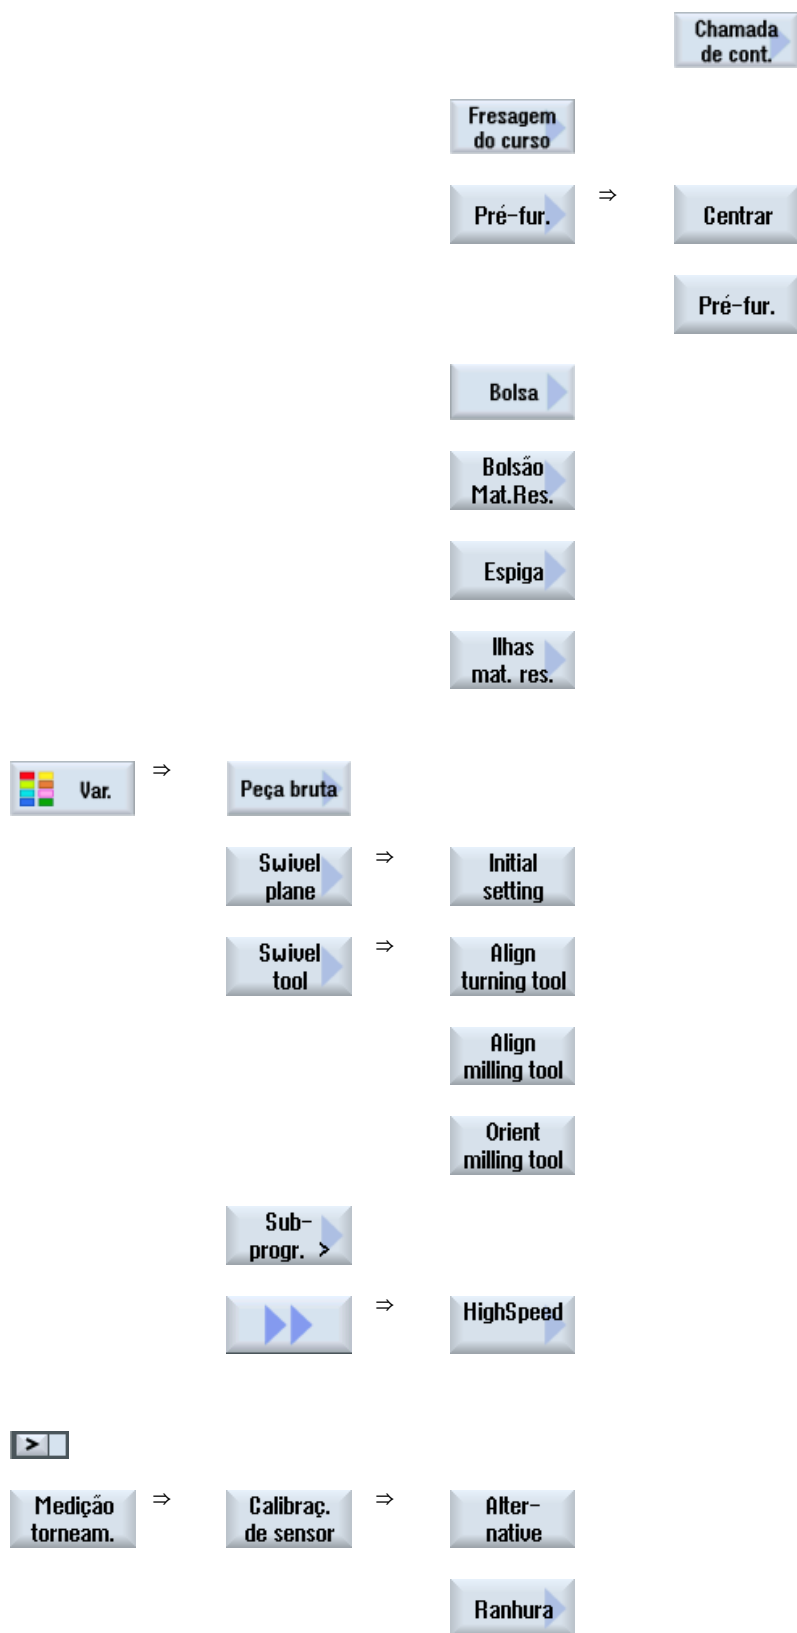 Chamada
de cont.
Fresagem
do curso
Pré-fur.
⇒
Centrar
Pré-fur.
Bolsa
Bolsão
Mat.Res.
Espiga
Ilhas
mat. res.
Var.
⇒
Peça bruta
Swivel
plane
⇒
Initial
setting
Swivel
tool
⇒
Align
turning tool
Align
milling tool
Orient
milling tool
Sub-
progr. >
⇒
HighSpeed
>
Medição
torneam.
⇒
Calibraç.
de sensor
⇒
Alter-
native
Ranhura